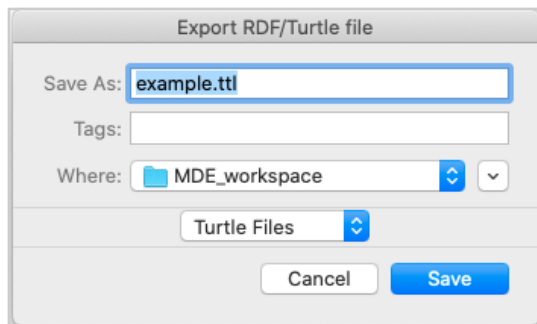 Export RDF/Turtle file
Save As: example.ttl
Tags:
Where: MDE_workspace
Turtle Files
Cancel Save